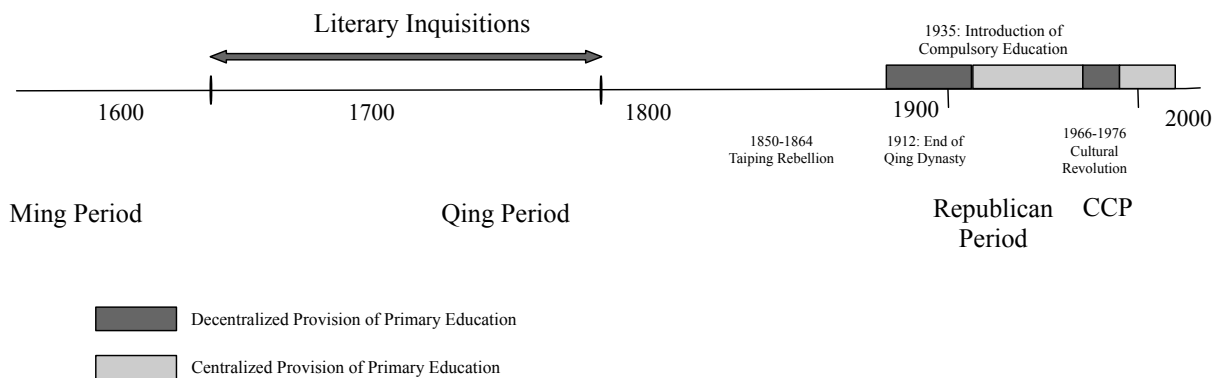 Literary Inquisitions
1935: Introduction of
Compulsory Education
1600
1700
1800
1900
2000
1850-1864
Taiping Rebellion
1912: End of
Qing Dynasty
1966-1976
Cultural
Revolution
Ming Period
Qing Period
Republican
Period
CCP
Decentralized Provision of Primary Education
Centralized Provision of Primary Education